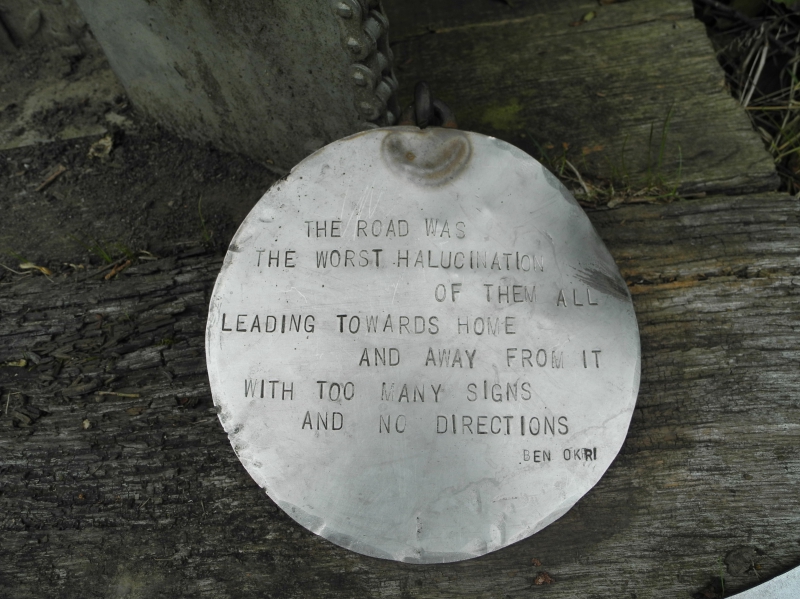 THE ROAD WAS
THE WORST HALUCINATION
OF THEM ALL
LEADING TOWARDS HOME
AND AWAY FROM IT
WITH TOO MANY SIGNS
AND NO DIRECTIONS
BEN OKRI